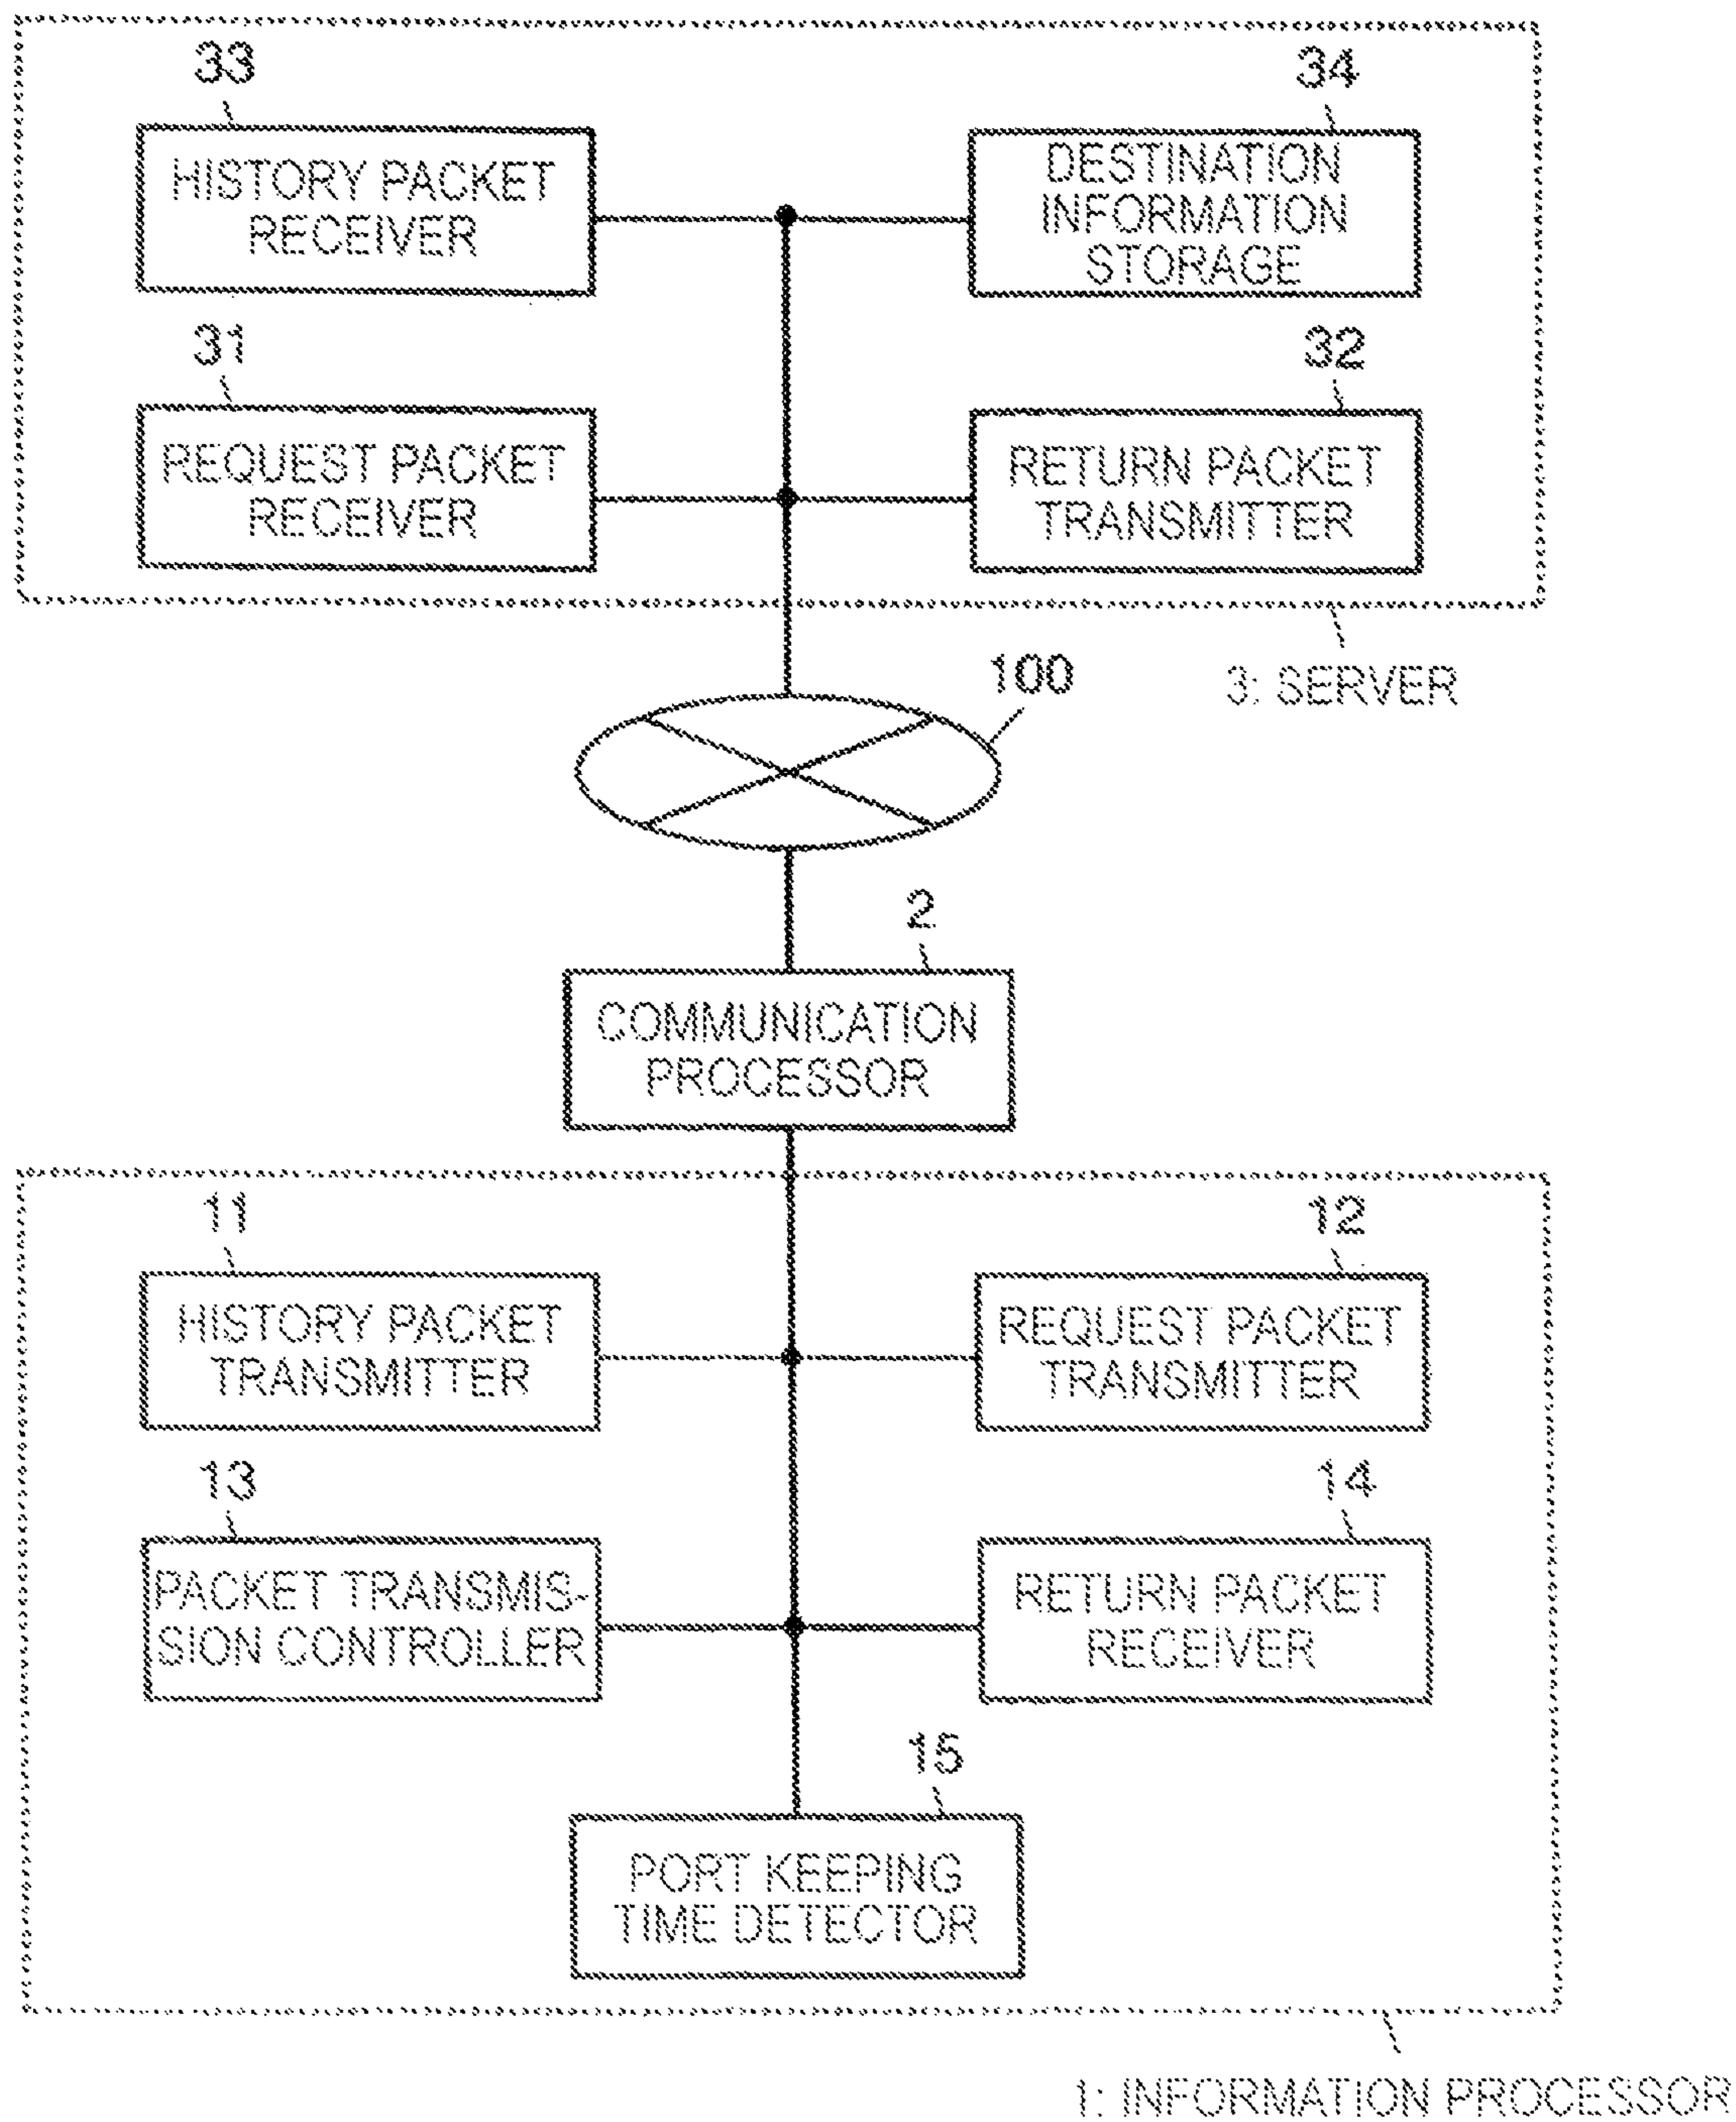 33
34
HISTORY PACKET
RECEIVER
DESTINATION
INFORMATION
STORAGE
31
32
REQUEST PACKET
RECEIVER
RETURN PACKET
TRANSMITTER
3: SERVER
100
2
COMMUNICATION
PROCESSOR
11
12
HISTORY PACKET
TRANSMITTER
REQUEST PACKET
TRANSMITTER
13
14
PACKET TRANSMIS-
SION CONTROLLER
RETURN PACKET
RECEIVER
15
PORT KEEPING
TIME DETECTOR
1: INFORMATION PROCESSOR